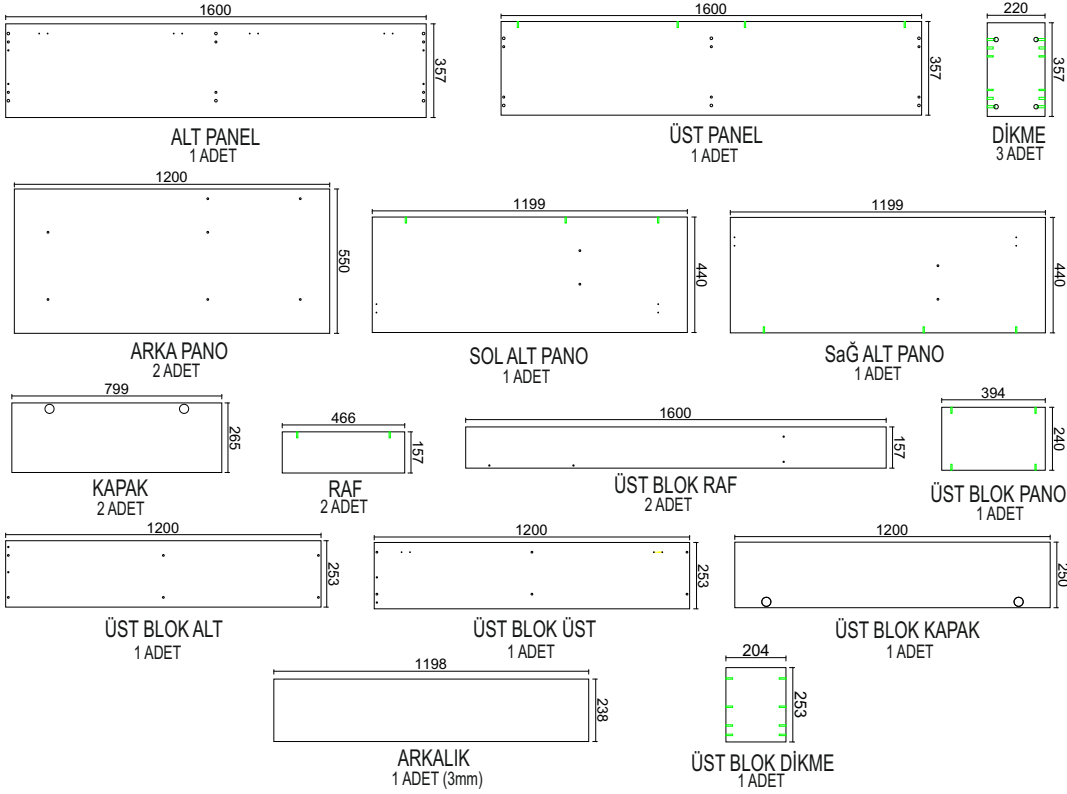 1600
357
ALT PANEL
1 ADET
1600
357
ÜST PANEL
1 ADET
220
357
DİKME
3 ADET
1200
550
ARKA PANO
2 ADET
1199
440
SOL ALT PANO
1 ADET
1199
440
SaĞ ALT PANO
1 ADET
799
265
KAPAK
2 ADET
466
157
RAF
2 ADET
1600
157
ÜST BLOK RAF
2 ADET
394
240
ÜST BLOK PANO
1 ADET
1200
253
ÜST BLOK ALT
1 ADET
1200
253
ÜST BLOK ÜST
1 ADET
1200
250
ÜST BLOK KAPAK
1 ADET
1198
238
ARKALIK
1 ADET (3mm)
204
253
ÜST BLOK DİKME
1 ADET